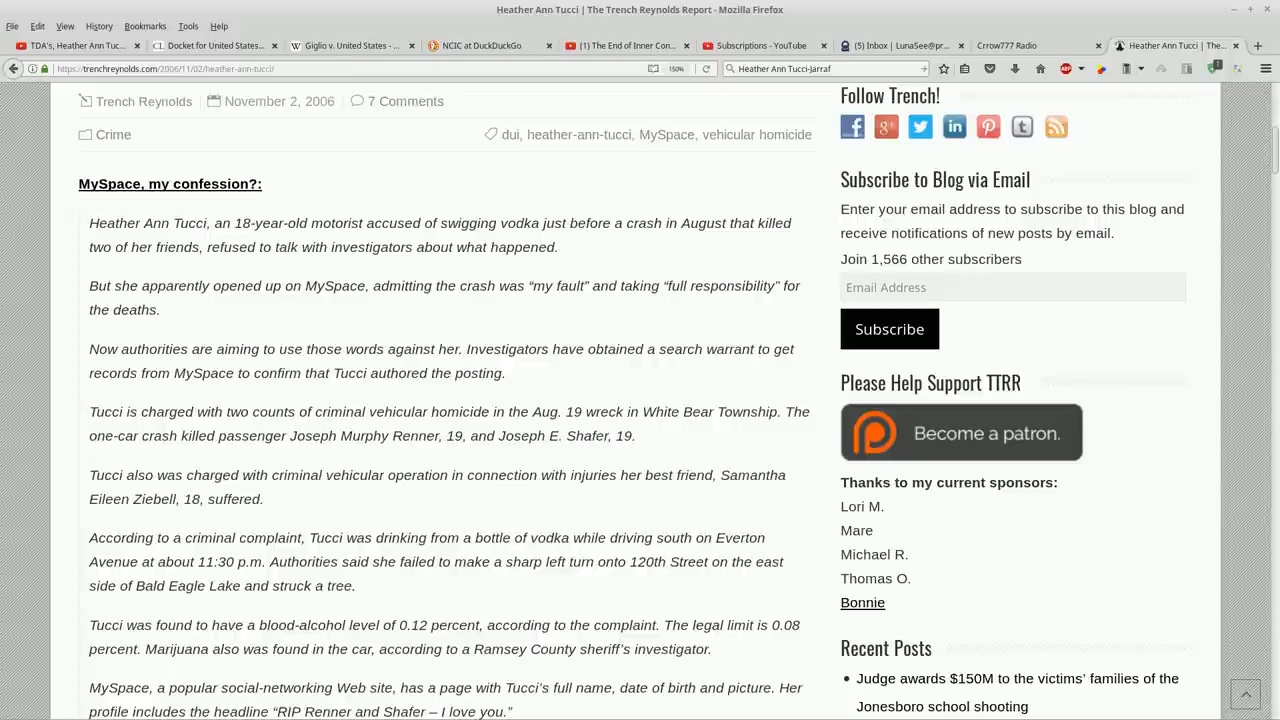 Heather Ann Tucci | The Trench Reynolds Report - Mozilla Firefox
File Edit View History Bookmarks Tools Help
TDA's, Heather Ann Tuc...
Docket for United States...
Giglio v. United States - ...
NCIC at DuckDuckGo
(1) The End of Inner Con...
Subscriptions - YouTube
(5) Inbox | LunaSee@pr...
Crrow777 Radio
Heather Ann Tucci | The...
https://trenchreynolds.com/2006/11/02/heather-ann-tucci/
150%
Heather Ann Tucci-Jarraf
Trench Reynolds November 2, 2006 7 Comments
Crime dui, heather-ann-tucci, MySpace, vehicular homicide
MySpace, my confession?:
Heather Ann Tucci, an 18-year-old motorist accused of swigging vodka just before a crash in August that killed
two of her friends, refused to talk with investigators about what happened.
But she apparently opened up on MySpace, admitting the crash was “my fault” and taking “full responsibility” for
the deaths.
Now authorities are aiming to use those words against her. Investigators have obtained a search warrant to get
records from MySpace to confirm that Tucci authored the posting.
Tucci is charged with two counts of criminal vehicular homicide in the Aug. 19 wreck in White Bear Township. The
one-car crash killed passenger Joseph Murphy Renner, 19, and Joseph E. Shafer, 19.
Tucci also was charged with criminal vehicular operation in connection with injuries her best friend, Samantha
Eileen Ziebell, 18, suffered.
According to a criminal complaint, Tucci was drinking from a bottle of vodka while driving south on Everton
Avenue at about 11:30 p.m. Authorities said she failed to make a sharp left turn onto 120th Street on the east
side of Bald Eagle Lake and struck a tree.
Tucci was found to have a blood-alcohol level of 0.12 percent, according to the complaint. The legal limit is 0.08
percent. Marijuana also was found in the car, according to a Ramsey County sheriff’s investigator.
MySpace, a popular social-networking Web site, has a page with Tucci’s full name, date of birth and picture. Her
profile includes the headline “RIP Renner and Shafer – I love you.”
Follow Trench!
Subscribe to Blog via Email
Enter your email address to subscribe to this blog and
receive notifications of new posts by email.
Join 1,566 other subscribers
Email Address
Subscribe
Please Help Support TTRR
Become a patron.
Thanks to my current sponsors:
Lori M.
Mare
Michael R.
Thomas O.
Bonnie
Recent Posts
Judge awards $150M to the victims’ families of the
Jonesboro school shooting